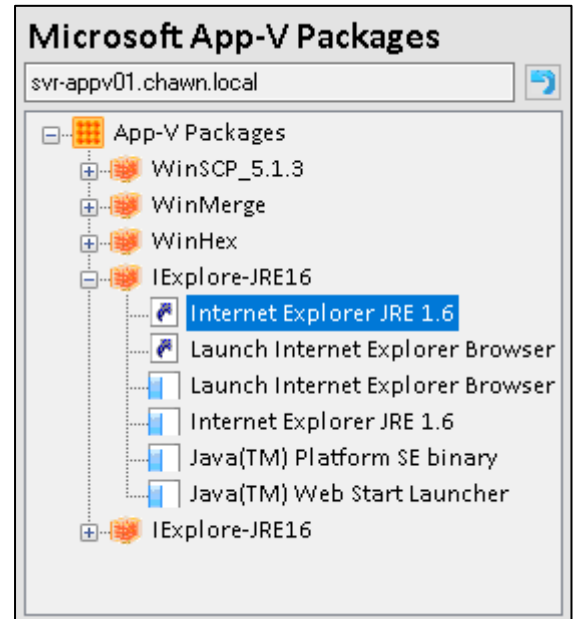 Microsoft App-V Packages
svr-appv01.chawn.local
App-V Packages
WinSCP_5.1.3
WinMerge
WinHex
IExplore-JRE16
Internet Explorer JRE 1.6
Launch Internet Explorer Browser
Launch Internet Explorer Browser
Internet Explorer JRE 1.6
Java(TM) Platform SE binary
Java(TM) Web Start Launcher
IExplore-JRE16